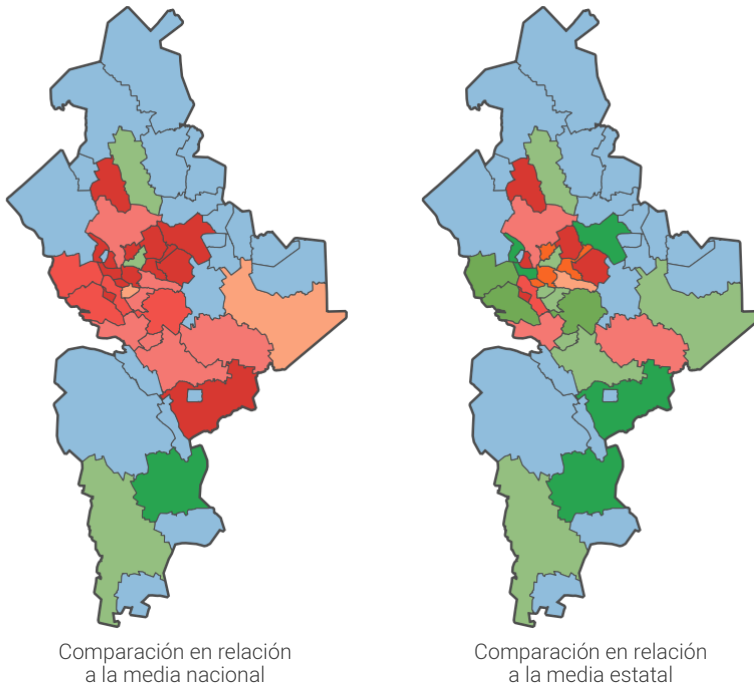 Comparación en relación
a la media nacional
Comparación en relación
a la media estatal